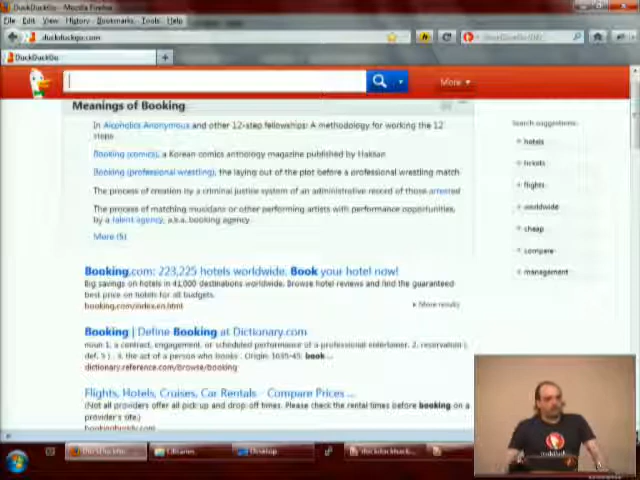 DuckDuckGo - Mozilla Firefox
File Edit View History Bookmarks Tools Help
duckduckgo.com
DuckDuckGo
More
Meanings of Booking
In Alcoholics Anonymous and other 12-step fellowships: A methodology for working the 12
steps
Booking (comics), a Korean comics anthology magazine published by Haksan
Booking (professional wrestling), the laying out of the plot before a professional wrestling match
The process of creation by a criminal justice system of an administrative record of those arrested
The process of matching musicians or other performing artists with performance opportunities,
by a talent agency, a.k.a. booking agency
More (5)
Search suggestions:
hotels
tickets
flights
worldwide
cheap
compare
management
Booking.com: 223,225 hotels worldwide. Book your hotel now!
Big savings on hotels in 41,000 destinations worldwide. Browse hotel reviews and find the guaranteed
best price on hotels for all budgets.
booking.com/index.en.html
More results
Booking | Define Booking at Dictionary.com
noun 1. a contract, engagement, or scheduled performance of a professional entertainer. 2. reservation (
def. 5). 3. the act of a person who books. Origin: 1635-45; book ...
dictionary.reference.com/browse/booking
Flights, Hotels, Cruises, Car Rentals - Compare Prices ...
(Not all providers offer all pick up and drop off times. Please check the rental times before booking on a
provider's site.)
bookingbuddy.com
DuckDuckGo
Libraries
Develop